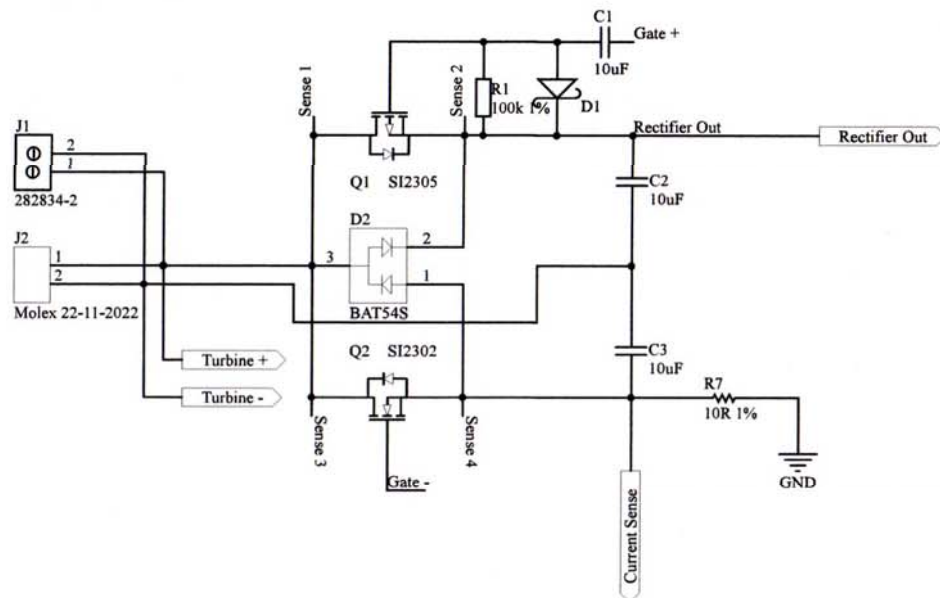 C1
Gate +
10uF
Sense 1
Sense 2
R1
100k 1%
D1
J1
2
1
282834-2
Rectifier Out
Rectifier Out
Q1 SI2305
C2
10uF
D2
J2
1
2
3
2
1
Molex 22-11-2022
BAT54S
Q2 SI2302
C3
10uF
Turbine +
Turbine -
R7
10R 1%
Sense 3
Sense 4
GND
Gate -
Current Sense